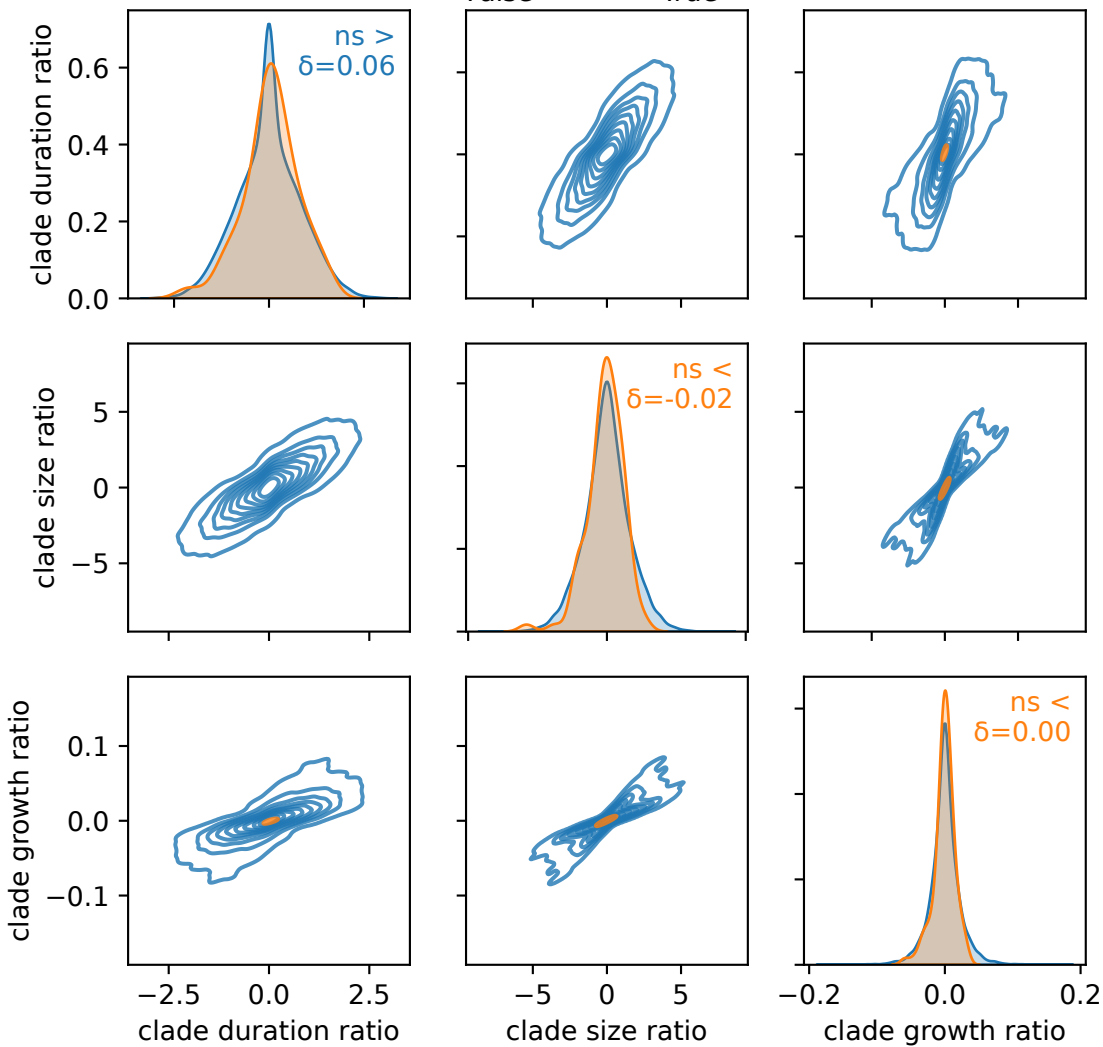 clade duration ratio
0.6
0.4
0.2
0.0
ns >
δ=0.06
clade size ratio
5
0
−5
ns <
δ=-0.02
clade growth ratio
0.1
0.0
−0.1
ns <
δ=0.00
−2.5 0.0 2.5
−5 0 5
−0.2 0.0 0.2
clade duration ratio
clade size ratio
clade growth ratio